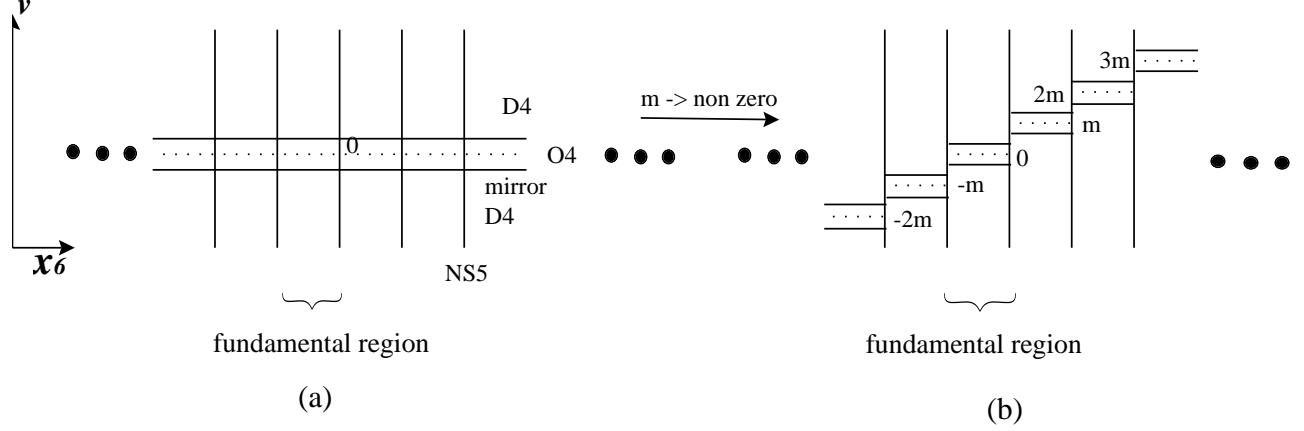 v
D4
0
O4
mirror
D4
x6
NS5
fundamental region
(a)
m -> non zero
3m
2m
m
0
-m
-2m
fundamental region
(b)